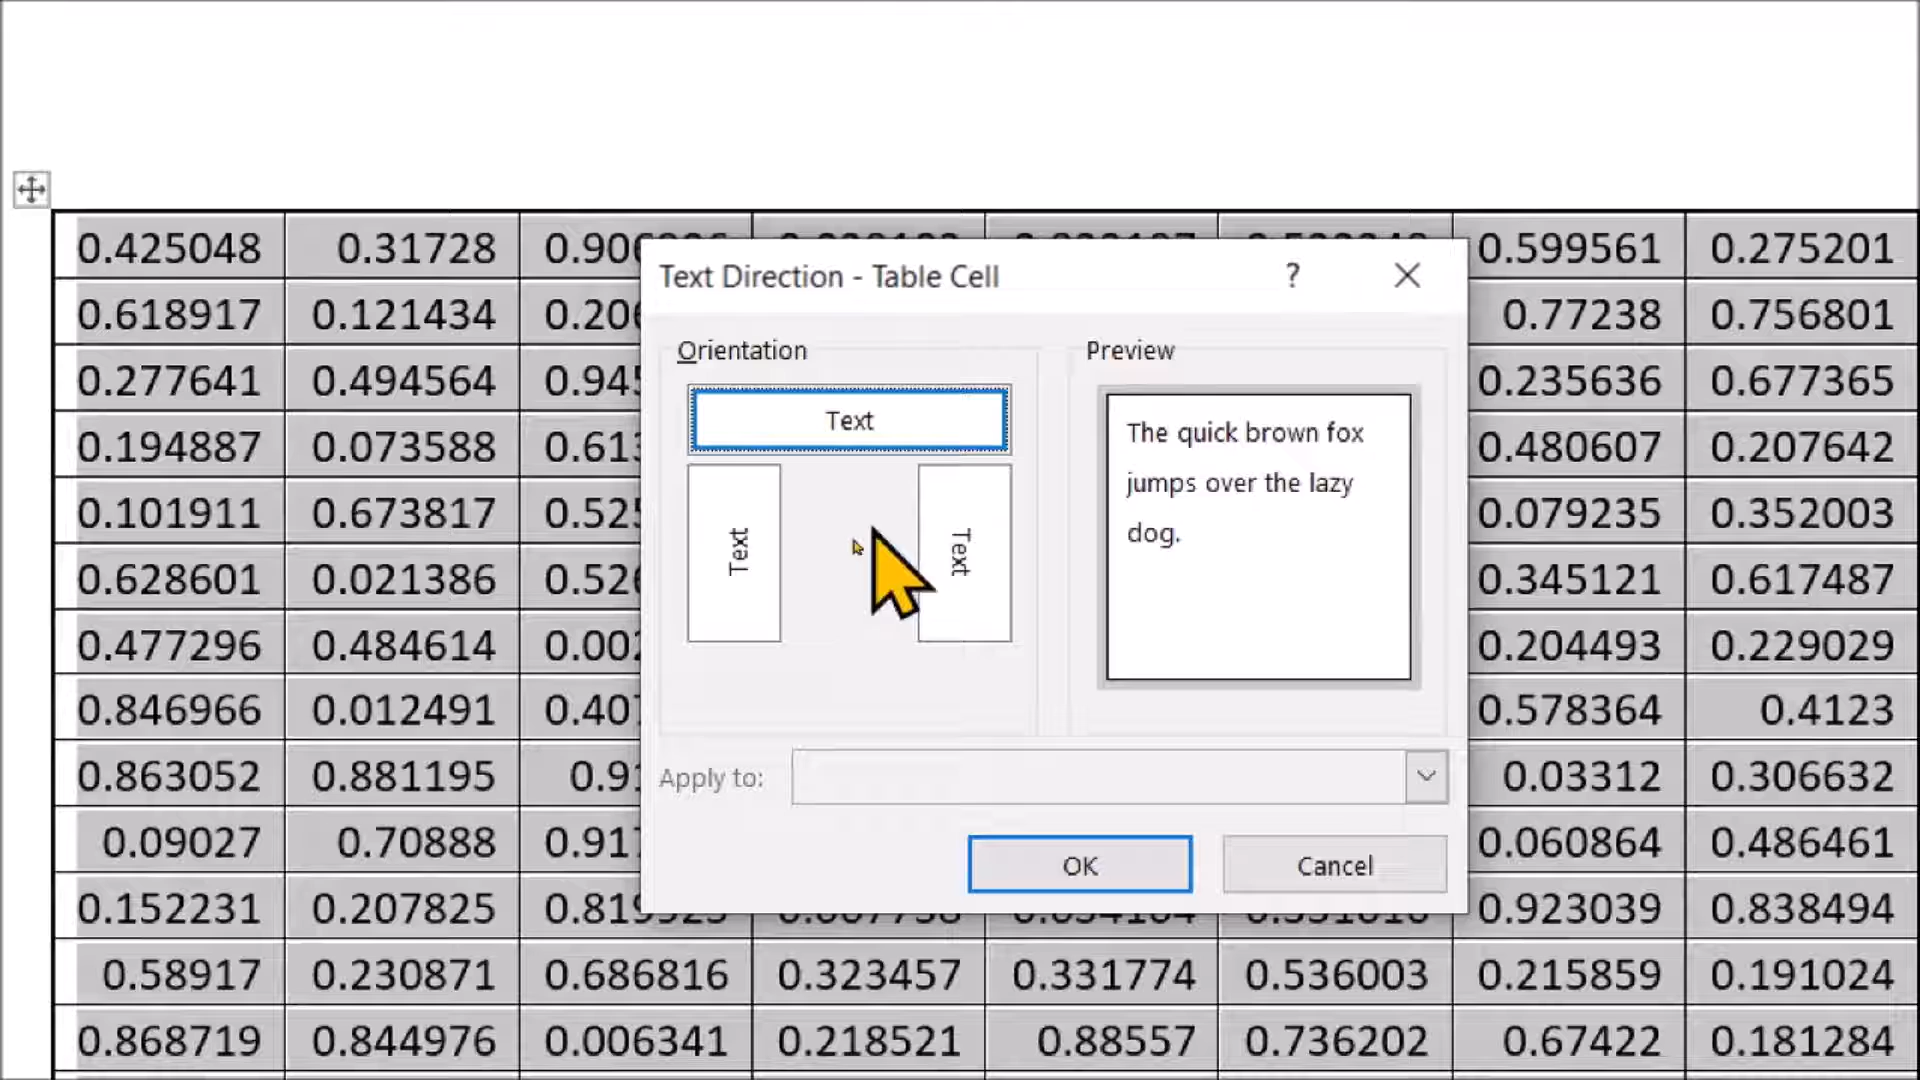 0.425048 0.31728 0.599561 0.275201
Text Direction - Table Cell ?
0.618917 0.121434 0.77238 0.756801
Orientation Preview
0.277641 0.494564 0.235636 0.677365
Text
The quick brown fox
jumps over the lazy
dog.
0.194887 0.073588 0.480607 0.207642
0.101911 0.673817 0.079235 0.352003
Text Text
0.628601 0.021386 0.345121 0.617487
0.477296 0.484614 0.204493 0.229029
0.846966 0.012491 0.578364 0.4123
0.863052 0.881195 0.03312 0.306632
Apply to:
0.09027 0.70888 0.060864 0.486461
OK Cancel
0.152231 0.207825 0.923039 0.838494
0.58917 0.230871 0.686816 0.323457 0.331774 0.536003 0.215859 0.191024
0.868719 0.844976 0.006341 0.218521 0.88557 0.736202 0.67422 0.181284